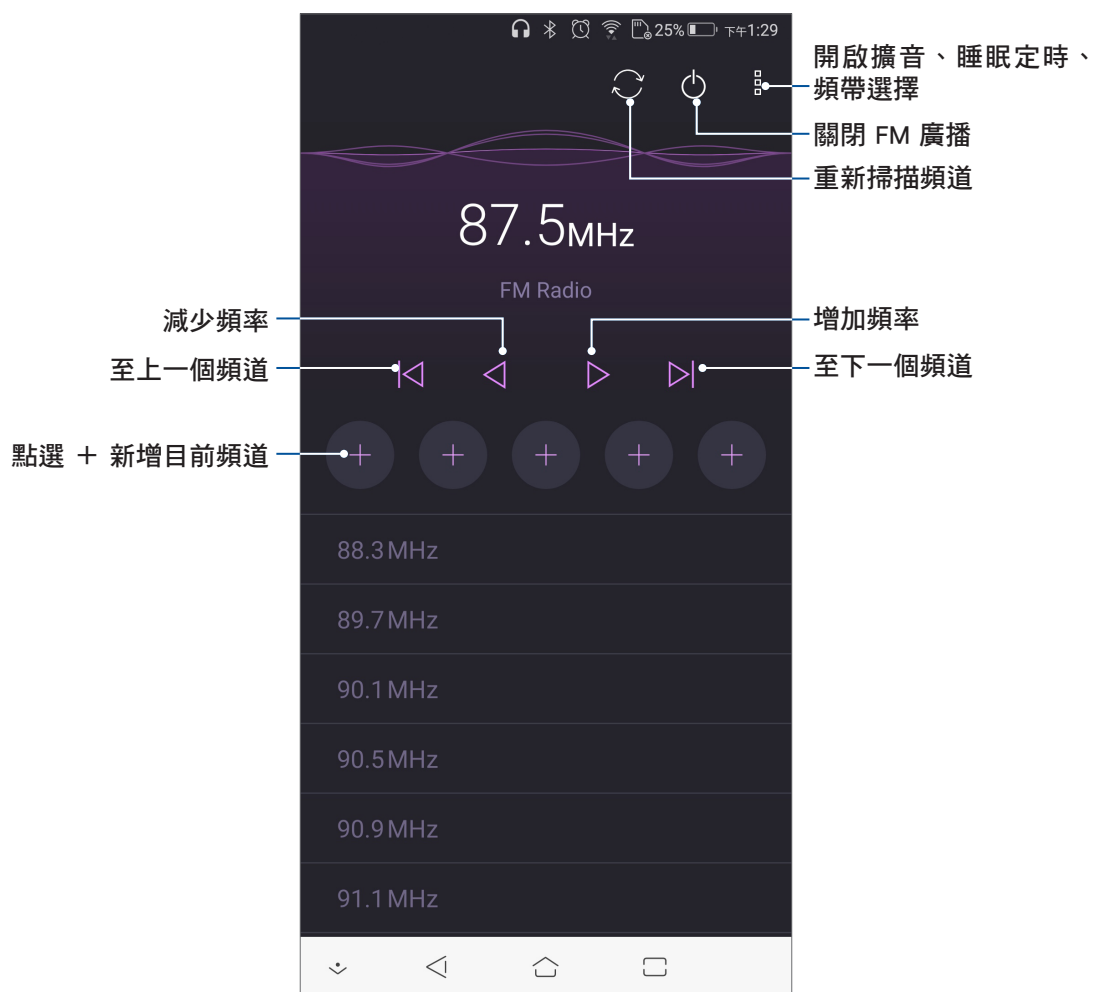 25% 下午1:29
開啟擴音、睡眠定時、
頻帶選擇
關閉 FM 廣播
重新掃描頻道
87.5MHz
FM Radio
減少頻率
增加頻率
至上一個頻道
至下一個頻道
點選 ＋ 新增目前頻道
88.3MHz
89.7MHz
90.1MHz
90.5MHz
90.9MHz
91.1MHz